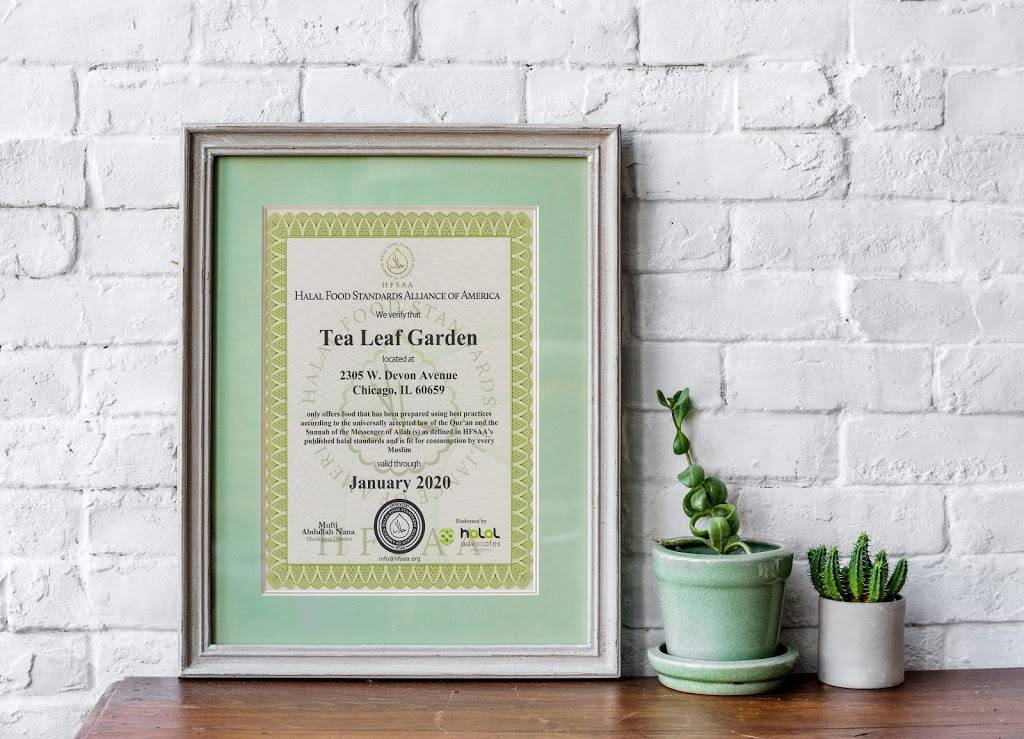 HFSAA
HALAL FOOD STANDARDS ALLIANCE OF AMERICA
We verify that
Tea Leaf Garden
located at
2305 W. Devon Avenue
Chicago, IL 60659
only offers food that has been prepared using best practices
according to the universally accepted law of the Qur'an and the
Sunnah of the Messenger of Allah (s) as defined in HFSAA's
published halal standards and is fit for consumption by every
Muslim
valid through
January 2020
Mufti
Abdullah Nana
Theological Director
Endorsed by
halal
advocates
info@hfsaa.org
HFSAA